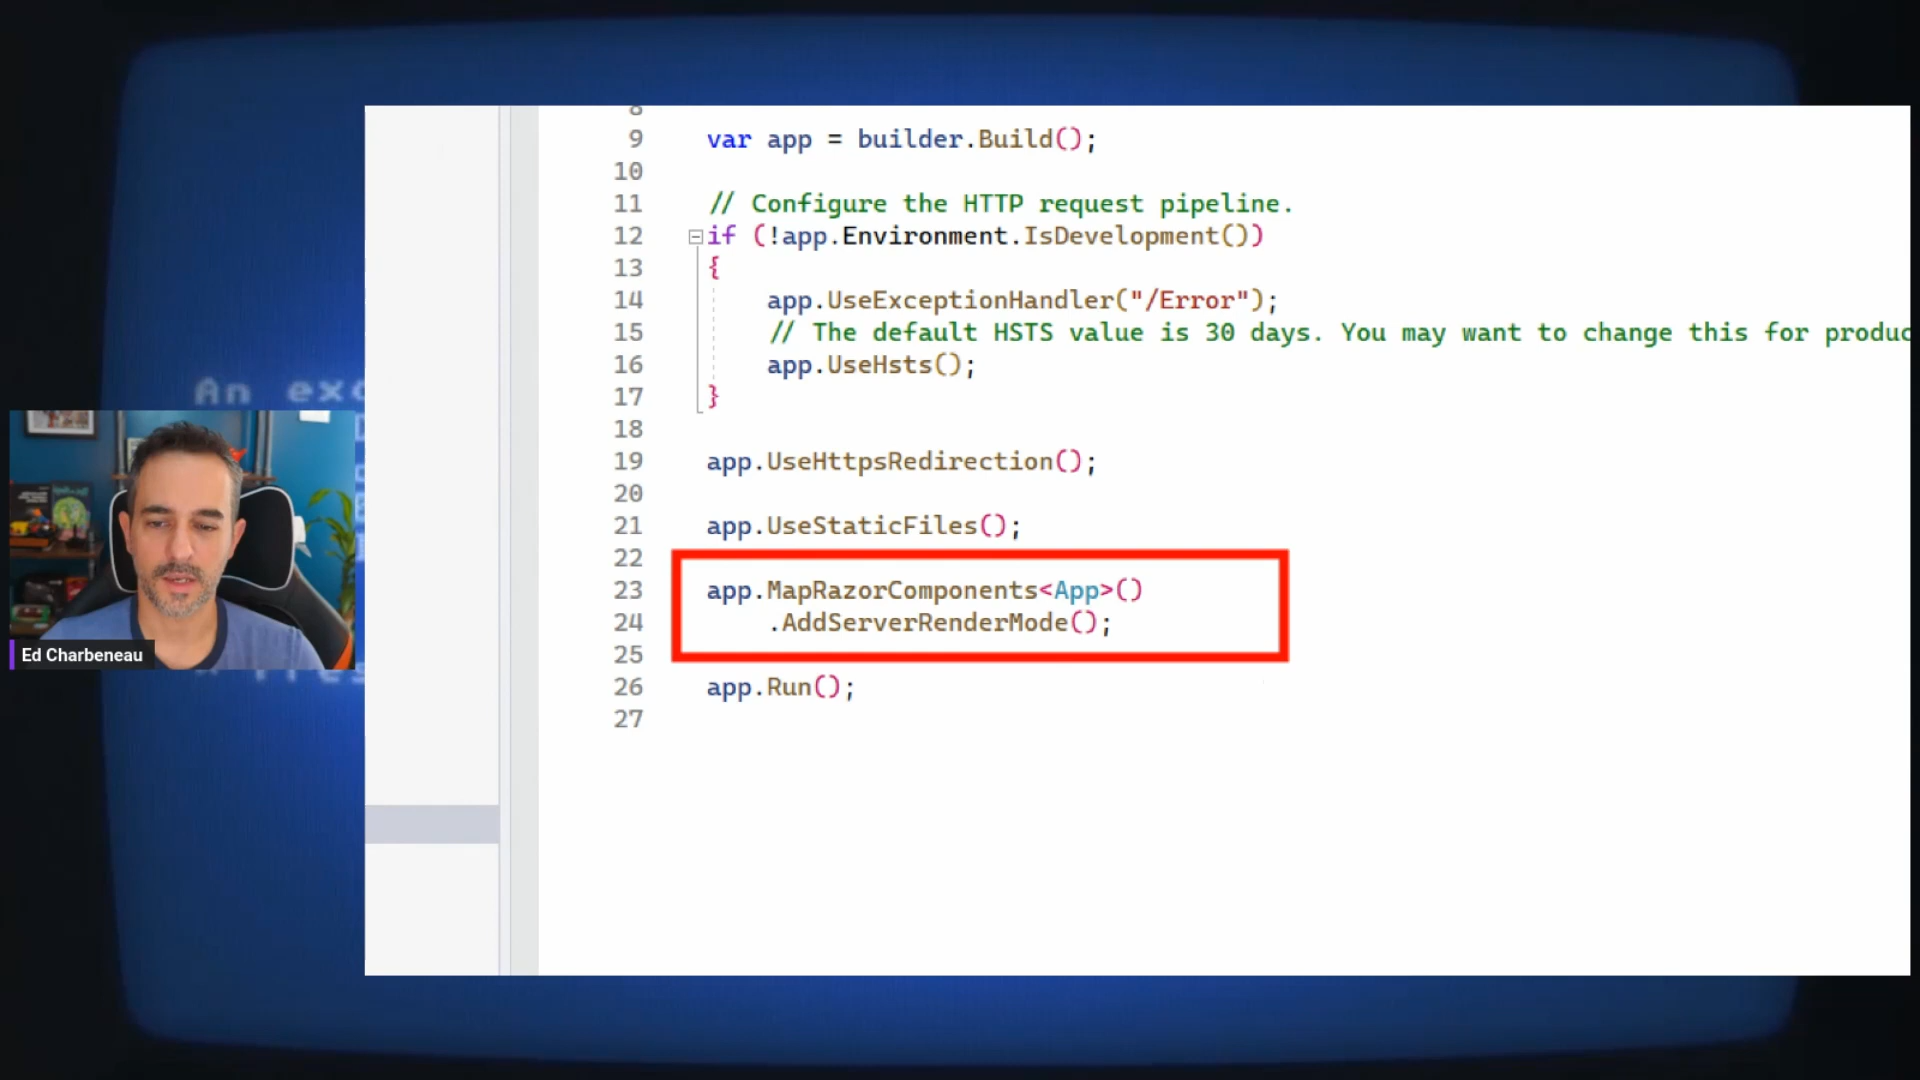 8
9 var app = builder.Build();
10
11 // Configure the HTTP request pipeline.
12 if (!app.Environment.IsDevelopment())
13 {
14 app.UseExceptionHandler("/Error");
15 // The default HSTS value is 30 days. You may want to change this for produc
16 app.UseHsts();
17 }
18
19 app.UseHttpsRedirection();
20
21 app.UseStaticFiles();
22
23 app.MapRazorComponents<App>()
24 .AddServerRenderMode();
25
26 app.Run();
27
An exc
Ed Charbeneau